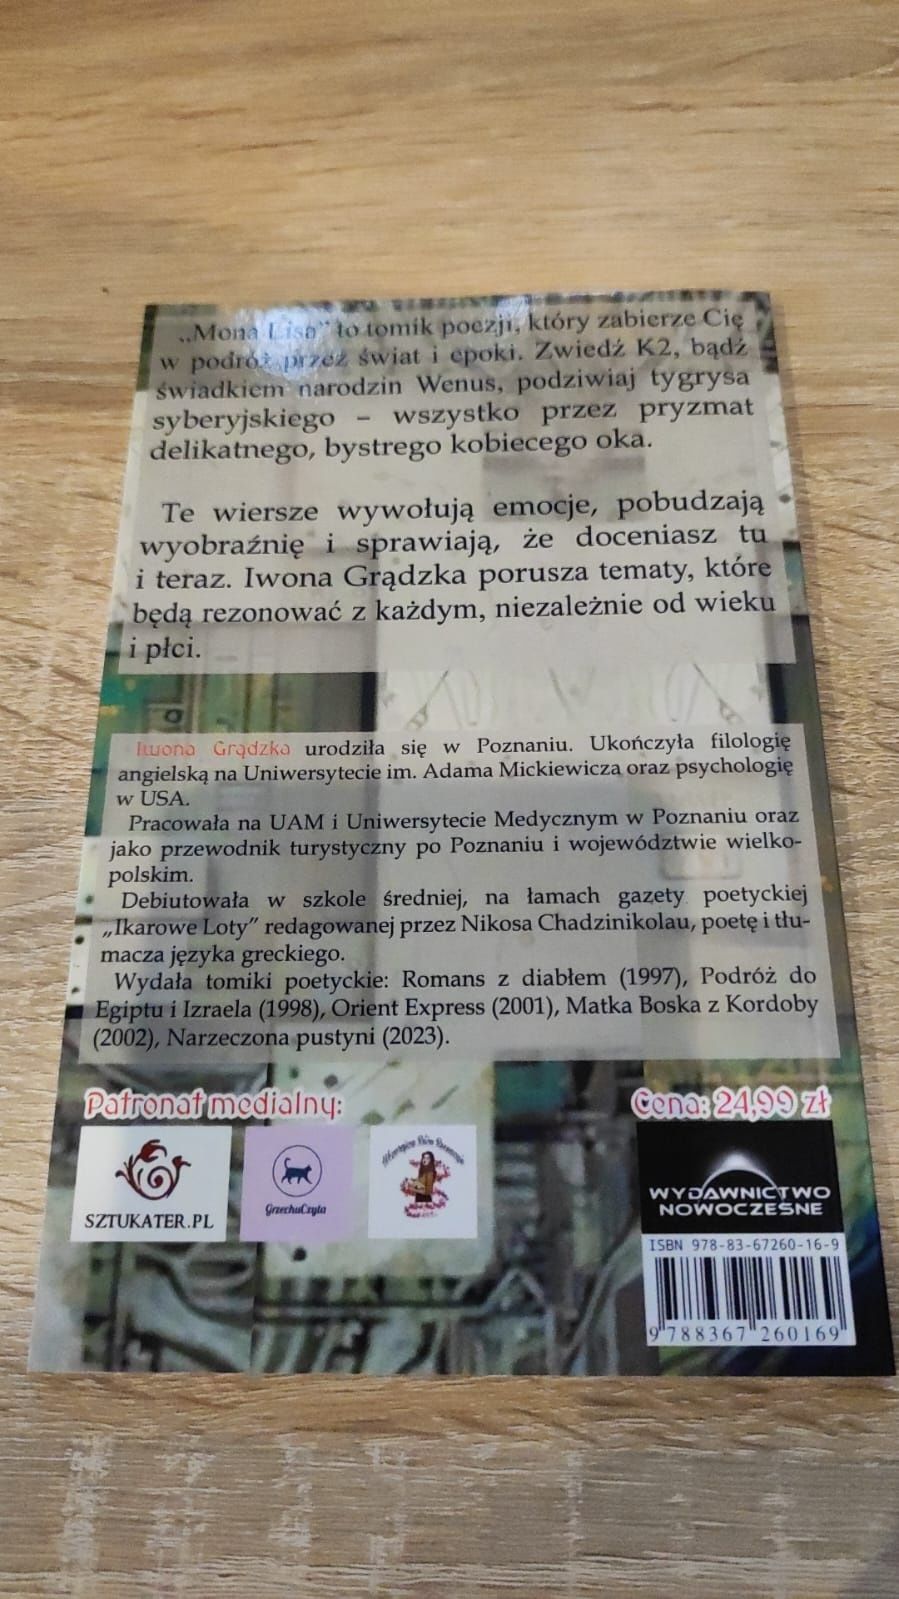 „Mona Lisa” to tomik poezji, który zabierze Cię
w podróż przez świat i epoki. Zwiedź K2, bądź
świadkiem narodzin Wenus, podziwiaj tygrysa
syberyjskiego – wszystko przez pryzmat
delikatnego, bystrego kobiecego oka.
Te wiersze wywołują emocje, pobudzają
wyobraźnię i sprawiają, że doceniasz tu
i teraz. Iwona Grądzka porusza tematy, które
będą rezonować z każdym, niezależnie od wieku
i płci.
Iwona Grądzka urodziła się w Poznaniu. Ukończyła filologię
angielską na Uniwersytecie im. Adama Mickiewicza oraz psychologię
w USA.
Pracowała na UAM i Uniwersytecie Medycznym w Poznaniu oraz
jako przewodnik turystyczny po Poznaniu i województwie wielko-
polskim.
Debiutowała w szkole średniej, na łamach gazety poetyckiej
„Ikarowe Loty” redagowanej przez Nikosa Chadzinikolau, poetę i tłu-
macza języka greckiego.
Wydała tomiki poetyckie: Romans z diabłem (1997), Podróż do
Egiptu i Izraela (1998), Orient Express (2001), Matka Boska z Kordoby
(2002), Narzeczona pustyni (2023).
Patronat medialny:
Cena: 24,99 zł
SZTUKATER.PL
GrzechuCzyta
WYDAWNICTWO
NOWOCZESNE
ISBN 978-83-67260-16-9
9 788367 260169